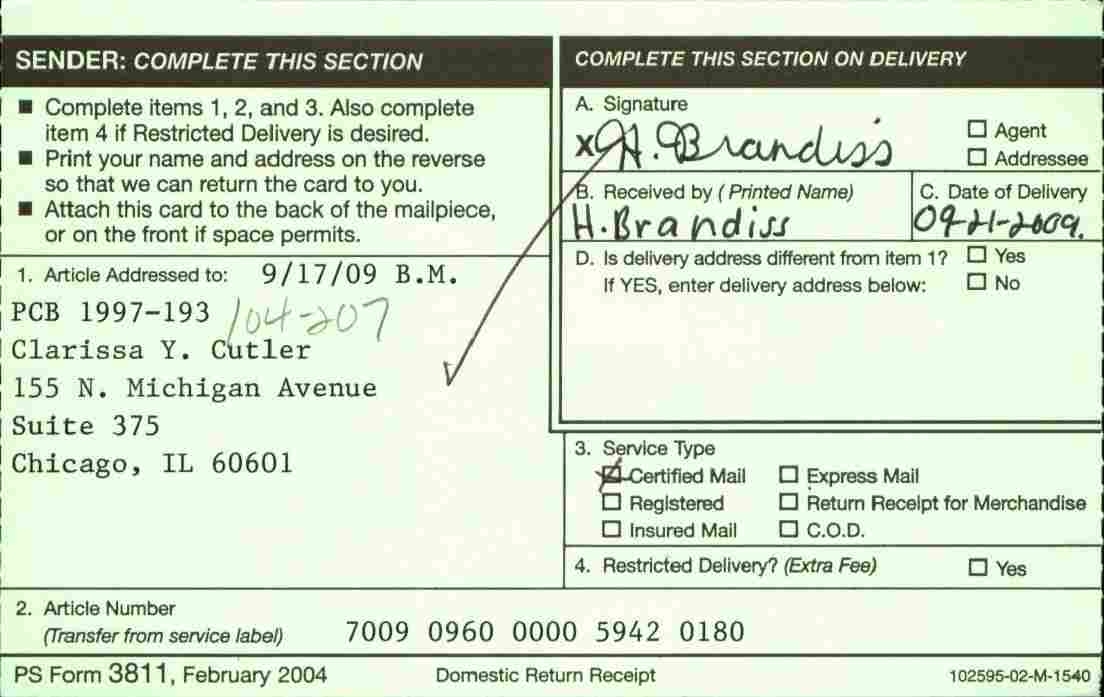 SENDER: COMPLETE THIS SECTION
■ Complete items 1, 2, and 3. Also complete
item 4 if Restricted Delivery is desired.
■ Print your name and address on the reverse
so that we can return the card to you.
■ Attach this card to the back of the mailpiece,
or on the front if space permits.
1. Article Addressed to: 9/17/09 B.M.
PCB 1997-193 /04-207
Clarissa Y. Cutler
155 N. Michigan Avenue
Suite 375
Chicago, IL 60601
COMPLETE THIS SECTION ON DELIVERY
A. Signature
X H. Brandiss
☐ Agent
☐ Addressee
B. Received by (Printed Name)
H. Brandiss
C. Date of Delivery
09-21-2009.
D. Is delivery address different from item 1? ☐ Yes
If YES, enter delivery address below: ☐ No
3. Service Type
☒ Certified Mail ☐ Express Mail
☐ Registered ☐ Return Receipt for Merchandise
☐ Insured Mail ☐ C.O.D.
4. Restricted Delivery? (Extra Fee) ☐ Yes
2. Article Number
(Transfer from service label) 7009 0960 0000 5942 0180
PS Form 3811, February 2004 Domestic Return Receipt 102595-02-M-1540